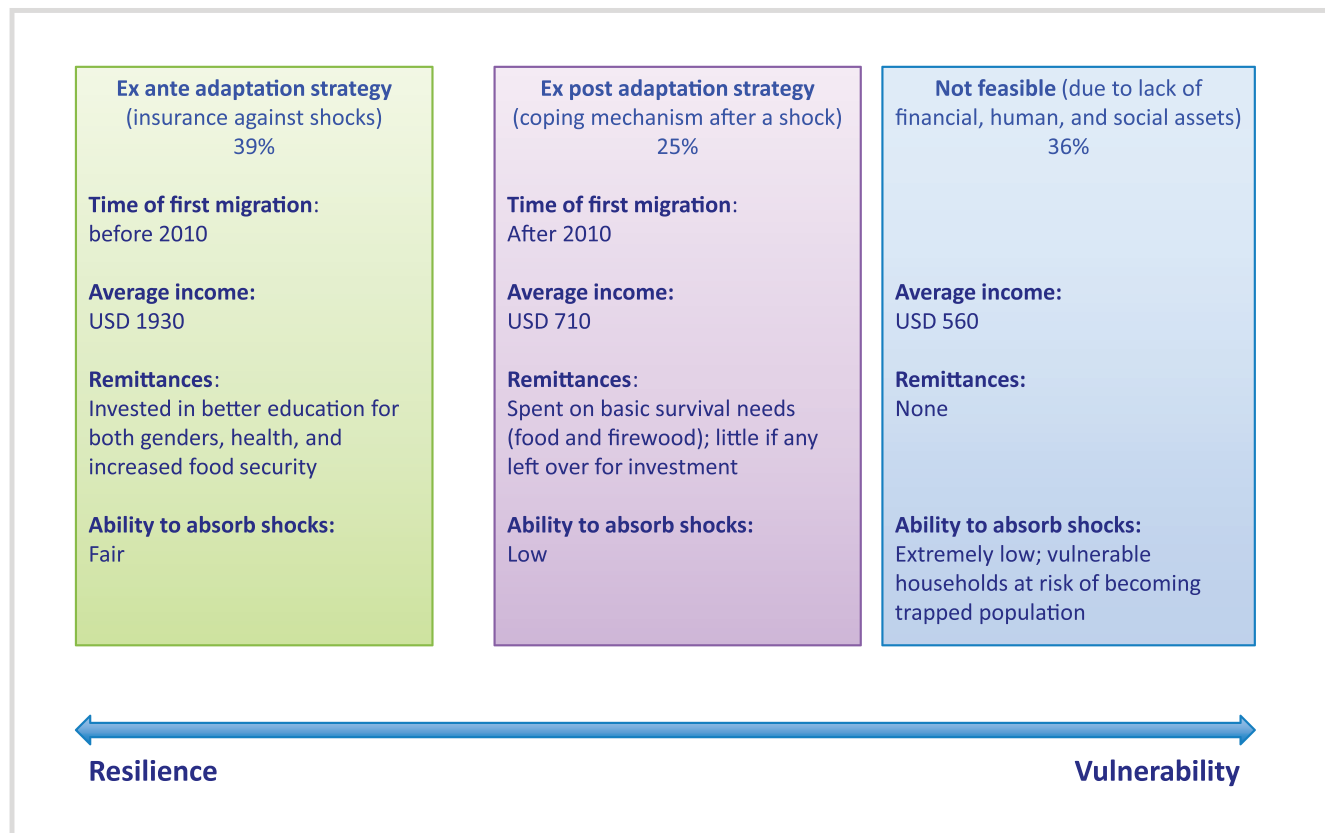 Ex ante adaptation strategy
(insurance against shocks)
39%
Time of first migration:
before 2010
Average income:
USD 1930
Remittances:
Invested in better education for
both genders, health, and
increased food security
Ability to absorb shocks:
Fair
Ex post adaptation strategy
(coping mechanism after a shock)
25%
Time of first migration:
After 2010
Average income:
USD 710
Remittances:
Spent on basic survival needs
(food and firewood); little if any
left over for investment
Ability to absorb shocks:
Low
Not feasible (due to lack of
financial, human, and social assets)
36%
Average income:
USD 560
Remittances:
None
Ability to absorb shocks:
Extremely low; vulnerable
households at risk of becoming
trapped population
Resilience
Vulnerability